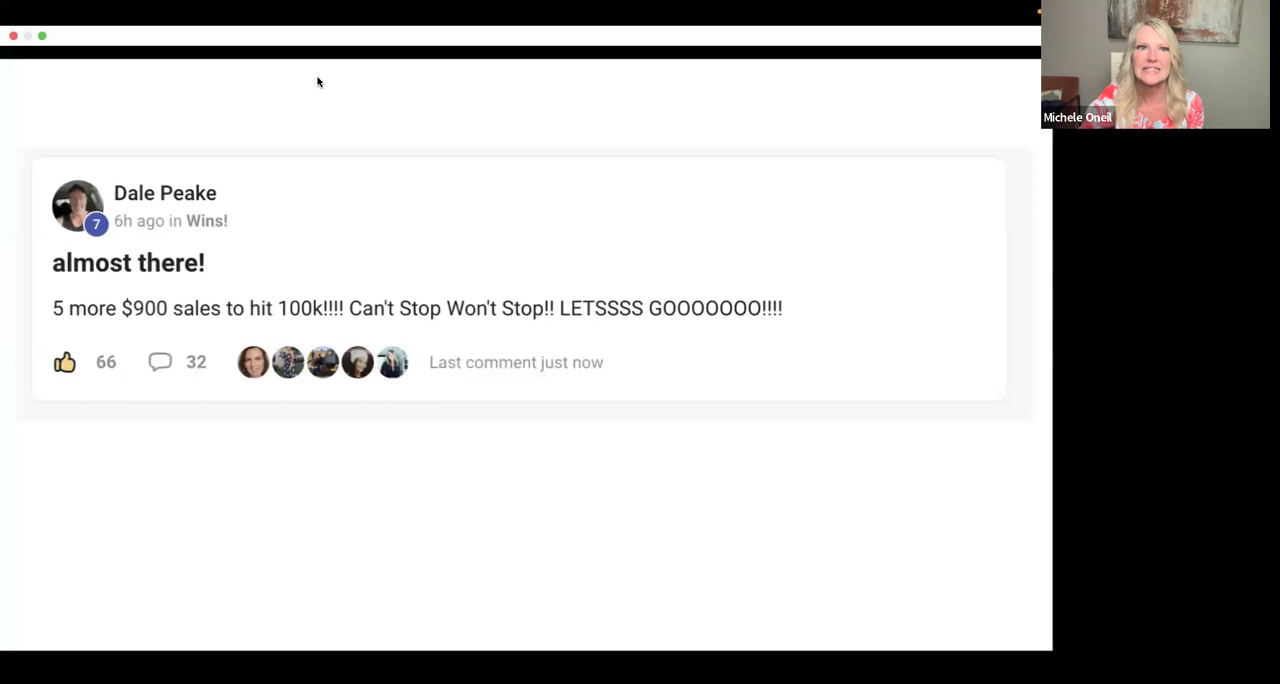 Michele Oneil
Dale Peake
7
6h ago in Wins!
almost there!
5 more $900 sales to hit 100k!!!! Can't Stop Won't Stop!! LETSSSS GOOOOOOO!!!!
66 32 Last comment just now